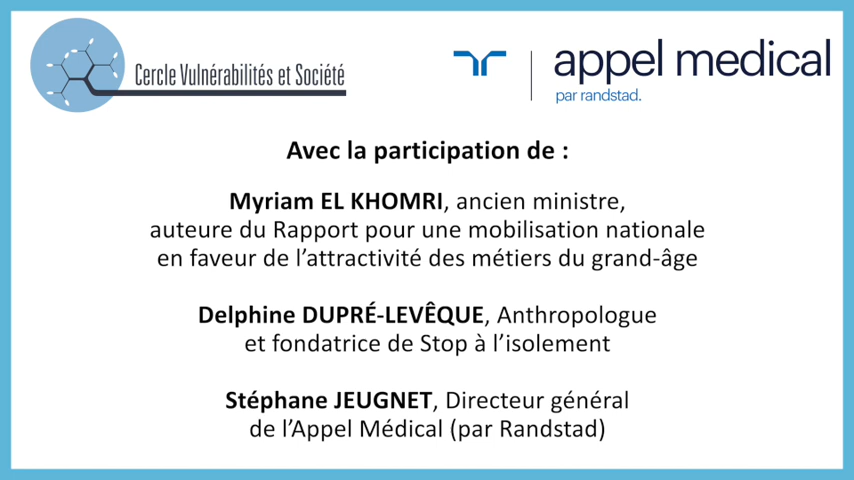 Cercle Vulnérabilités et Société
appel medical
par randstad.
Avec la participation de :
Myriam EL KHOMRI, ancien ministre,
auteure du Rapport pour une mobilisation nationale
en faveur de l'attractivité des métiers du grand-âge
Delphine DUPRÉ-LEVÊQUE, Anthropologue
et fondatrice de Stop à l'isolement
Stéphane JEUGNET, Directeur général
de l'Appel Médical (par Randstad)